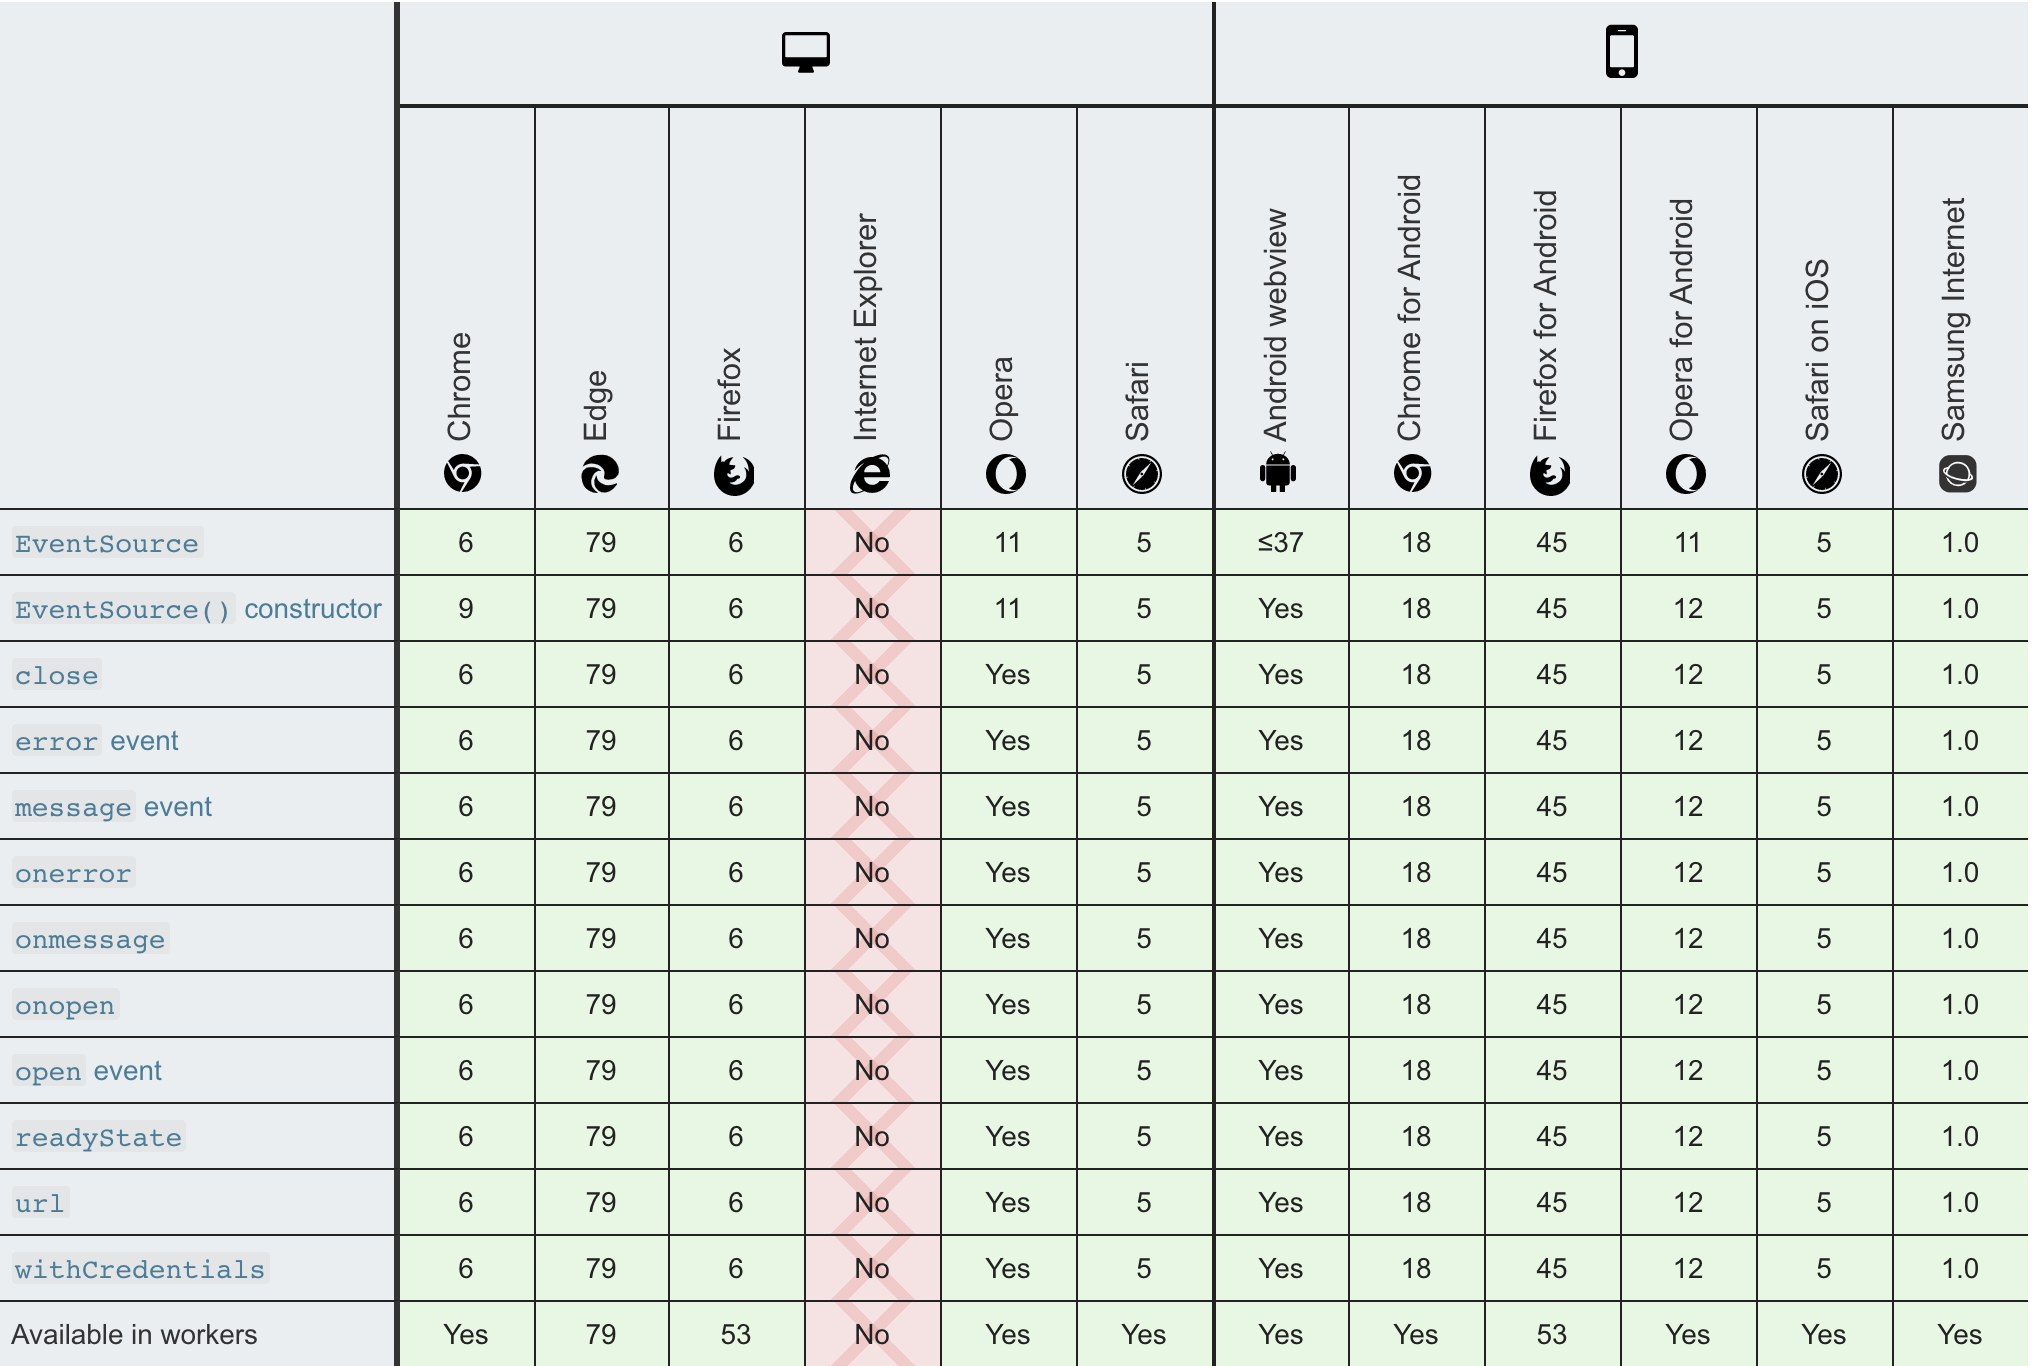 Chrome Edge Firefox Internet Explorer Opera Safari Android webview Chrome for Android Firefox for Android Opera for Android Safari on iOS Samsung Internet
EventSource 6 79 6 No 11 5 ≤37 18 45 11 5 1.0
EventSource() constructor 9 79 6 No 11 5 Yes 18 45 12 5 1.0
close 6 79 6 No Yes 5 Yes 18 45 12 5 1.0
error event 6 79 6 No Yes 5 Yes 18 45 12 5 1.0
message event 6 79 6 No Yes 5 Yes 18 45 12 5 1.0
onerror 6 79 6 No Yes 5 Yes 18 45 12 5 1.0
onmessage 6 79 6 No Yes 5 Yes 18 45 12 5 1.0
onopen 6 79 6 No Yes 5 Yes 18 45 12 5 1.0
open event 6 79 6 No Yes 5 Yes 18 45 12 5 1.0
readyState 6 79 6 No Yes 5 Yes 18 45 12 5 1.0
url 6 79 6 No Yes 5 Yes 18 45 12 5 1.0
withCredentials 6 79 6 No Yes 5 Yes 18 45 12 5 1.0
Available in workers Yes 79 53 No Yes Yes Yes Yes 53 Yes Yes Yes